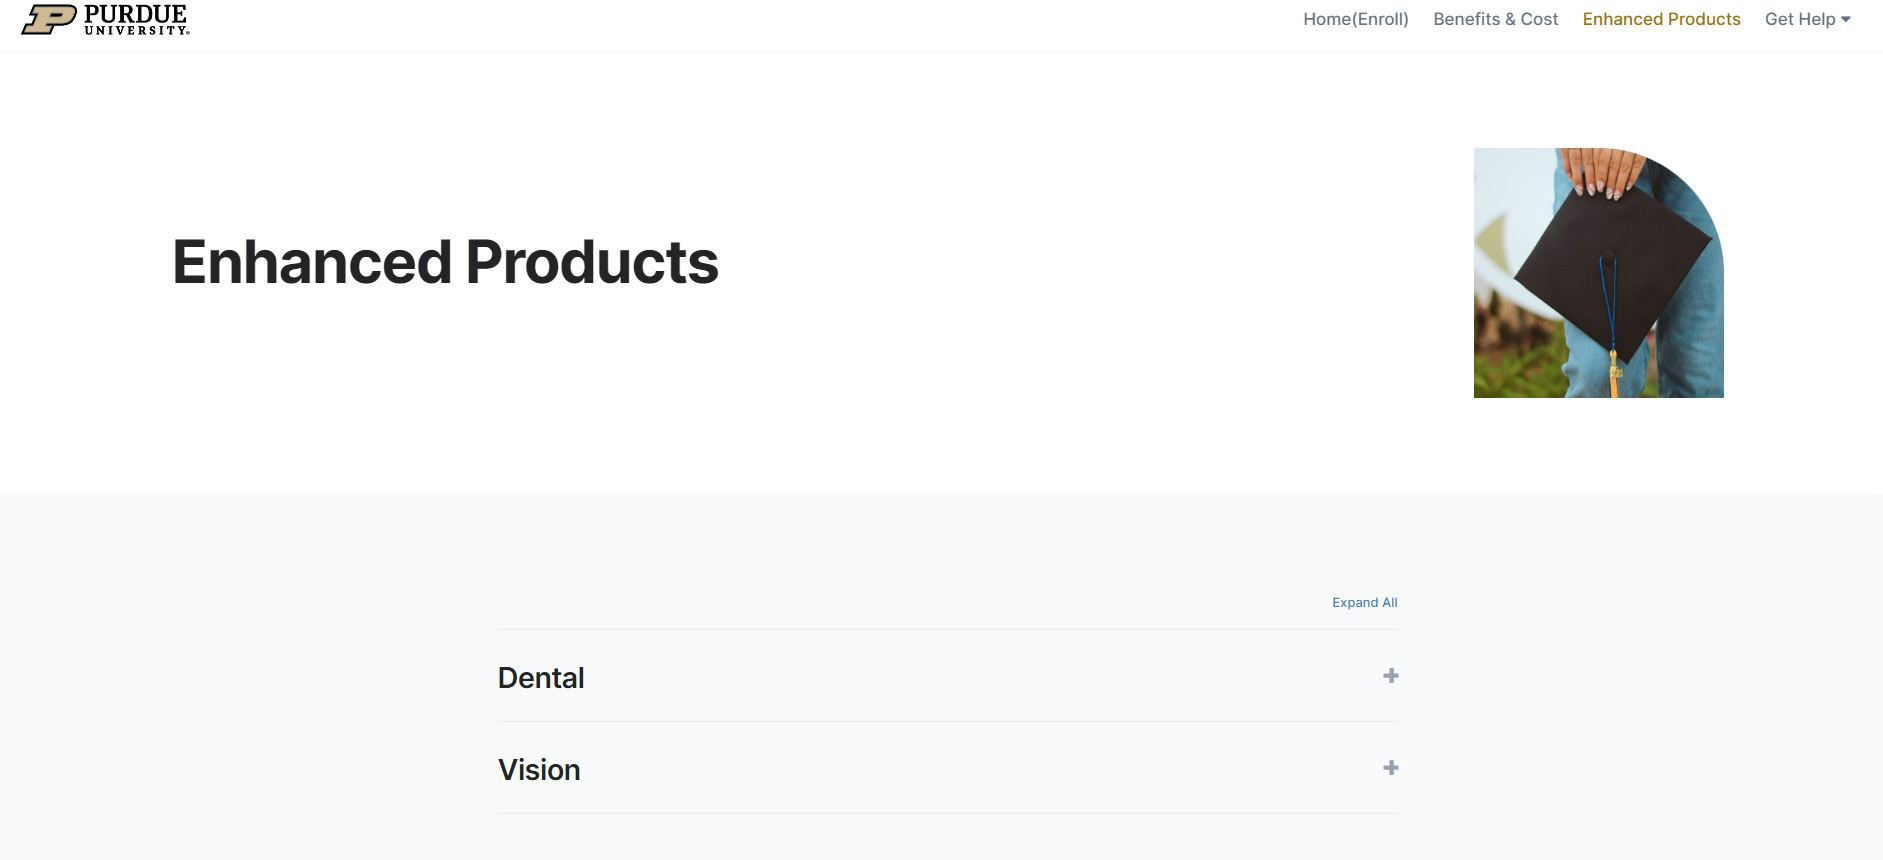 PURDUE
UNIVERSITY®
Home(Enroll) Benefits & Cost Enhanced Products Get Help
Enhanced Products
Expand All
Dental
Vision